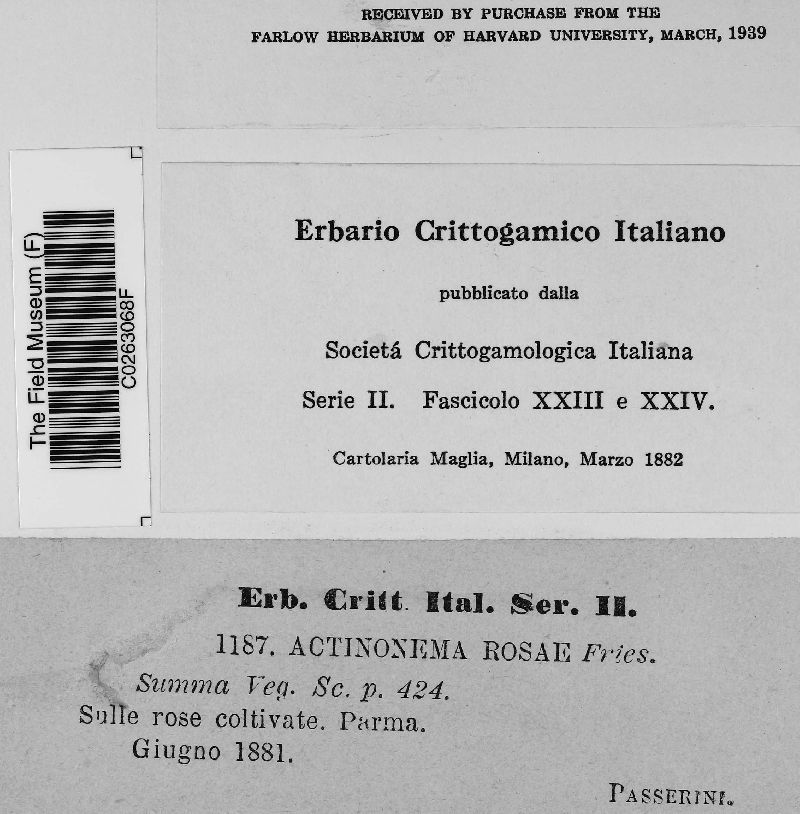 RECEIVED BY PURCHASE FROM THE
FARLOW HERBARIUM OF HARVARD UNIVERSITY, MARCH, 1939
The Field Museum (F)
C0263068F
Erbario Crittogamico Italiano
pubblicato dalla
Societá Crittogamologica Italiana
Serie II. Fascicolo XXIII e XXIV.
Cartolaria Maglia, Milano, Marzo 1882
Erb. Critt. Ital. Ser. II.
1187. ACTINONEMA ROSAE Fries.
Summa Veg. Sc. p. 424.
Sulle rose coltivate. Parma.
Giugno 1881.
PASSERINI.